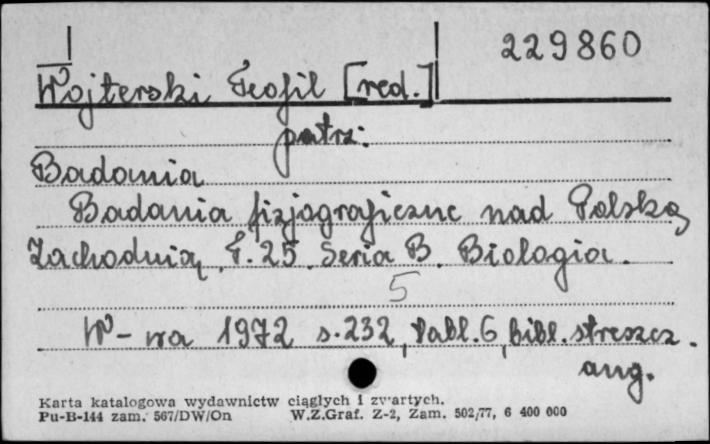 229860
Wojterski Teofil [red.]
patrz:
Badania
Badania fizjograficzne nad Polską
Zachodnią. T.25. Seria B. Biologia.
5
W-wa 1972 s.232, tabl.6, bibl. streszcz.
ang.
Karta katalogowa wydawnictw ciągłych i zwartych.
Pu-B-144 zam. 567/DW/On W.Z.Graf. Z-2, Zam. 502/77, 6 400 000